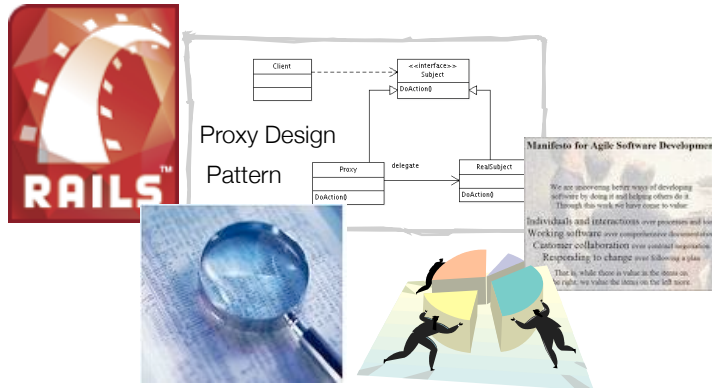 RAILS™
Client
<<interface>>
Subject
DoAction()
Proxy Design
Pattern
Proxy
DoAction()
delegate
RealSubject
DoAction()
Manifesto for Agile Software Developmen
We are uncovering better ways of developing
software by doing it and helping others do it.
Through this work we have come to value:
Individuals and interactions over processes and too
Working software over comprehensive documentation
Customer collaboration over contract negotiation
Responding to change over following a plan
That is, while there is value in the items on
the right, we value the items on the left more.